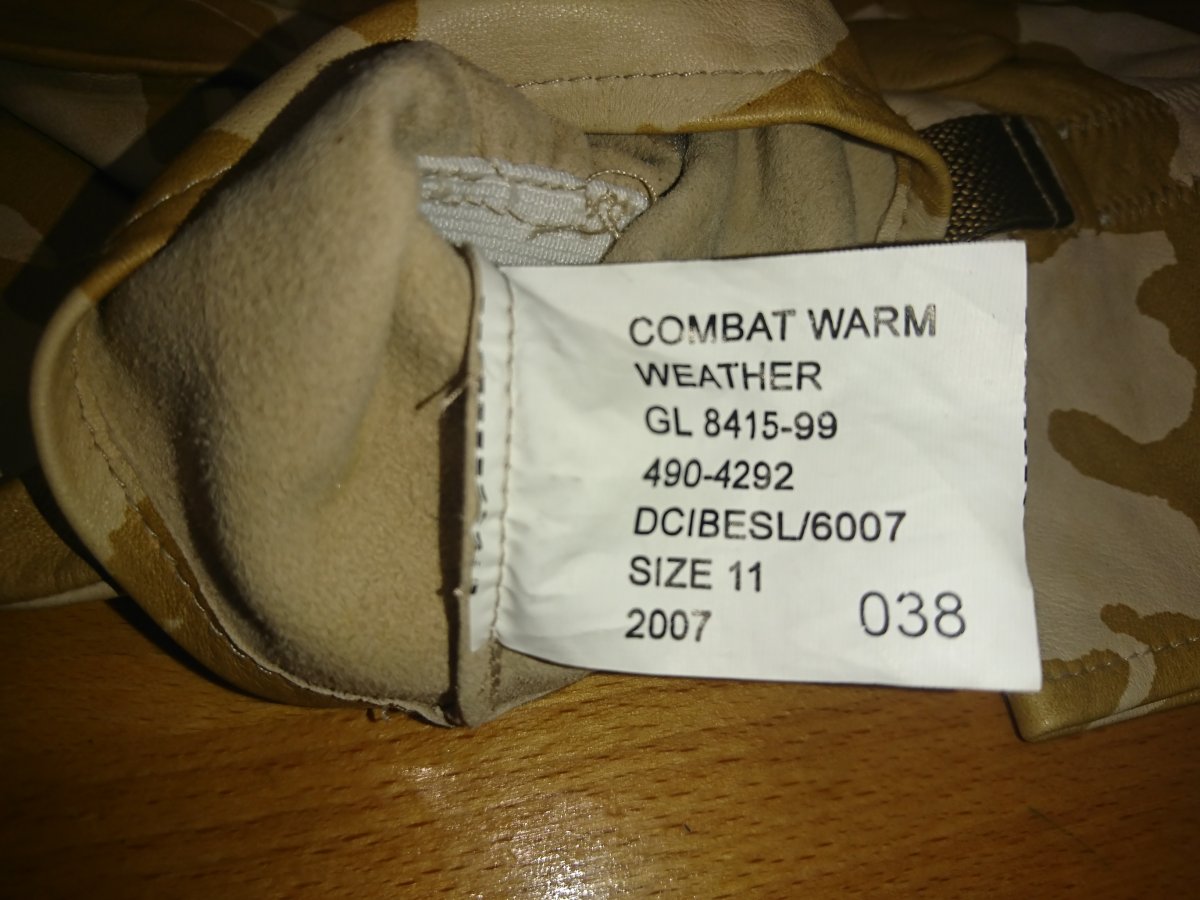 COMBAT WARM
WEATHER
GL 8415-99
490-4292
DCIBESL/6007
SIZE 11
2007 038